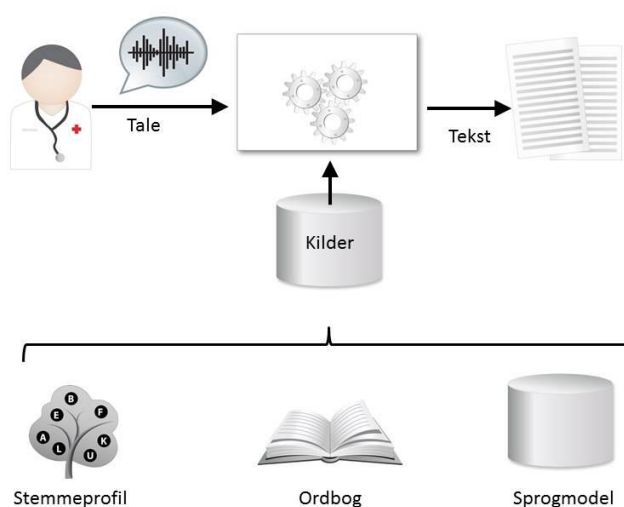 Tale
Tekst
Kilder
B
E
F
A
K
L
U
Stemmeprofil
Ordbog
Sprogmodel